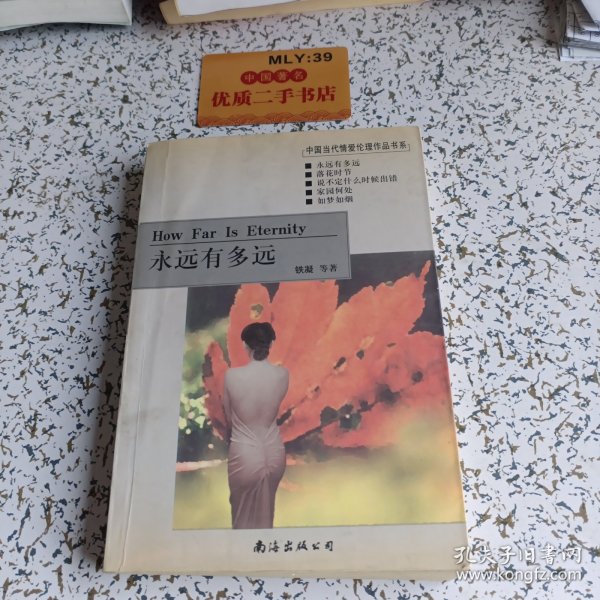 MLY:39
中国著名
优质二手书店
中国当代情爱伦理作品书系
■ 永远有多远
■ 落花时节
■ 说不定什么时候出错
■ 家园何处
■ 如梦如烟
How Far Is Eternity
永远有多远
铁凝 等著
南海出版公司
孔夫子旧书网
www.kongfz.com